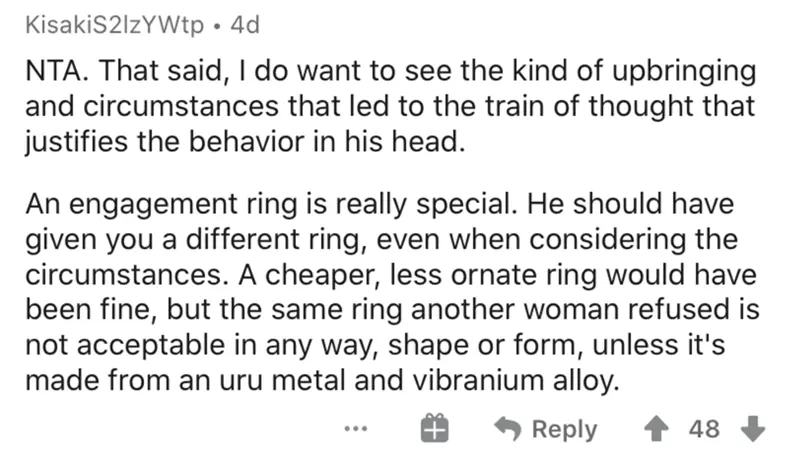 KisakiS2lzYWtp • 4d
NTA. That said, I do want to see the kind of upbringing
and circumstances that led to the train of thought that
justifies the behavior in his head.
An engagement ring is really special. He should have
given you a different ring, even when considering the
circumstances. A cheaper, less ornate ring would have
been fine, but the same ring another woman refused is
not acceptable in any way, shape or form, unless it's
made from an uru metal and vibranium alloy.
Reply 48